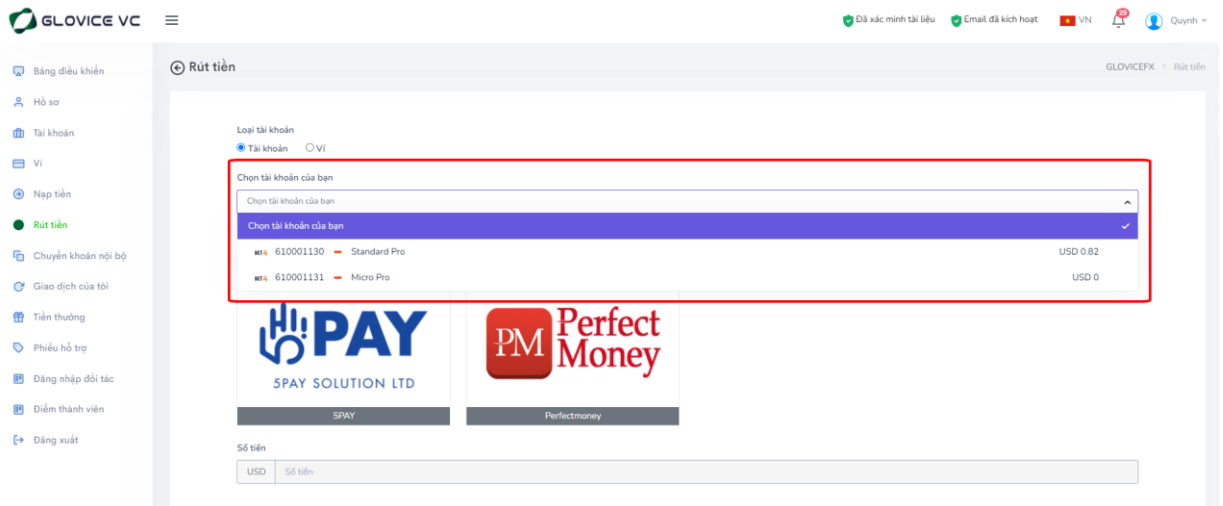 GLOVICE VC
Đã xác minh tài liệu
Email đã kích hoạt
VN
29
Quynh
Bảng điều khiển
Hồ sơ
Tài khoản
Ví
Nạp tiền
Rút tiền
Chuyển khoản nội bộ
Giao dịch của tôi
Tiền thưởng
Phiếu hỗ trợ
Đăng nhập đối tác
Điểm thành viên
Đăng xuất
Rút tiền
GLOVICEFX > Rút tiền
Loại tài khoản
Tài khoản Ví
Chọn tài khoản của bạn
Chọn tài khoản của bạn
Chọn tài khoản của bạn
MT4 610001130 – Standard Pro USD 0.82
MT4 610001131 – Micro Pro USD 0
5PAY
5PAY SOLUTION LTD
5PAY
PM Perfect Money
Perfectmoney
Số tiền
USD Số tiền